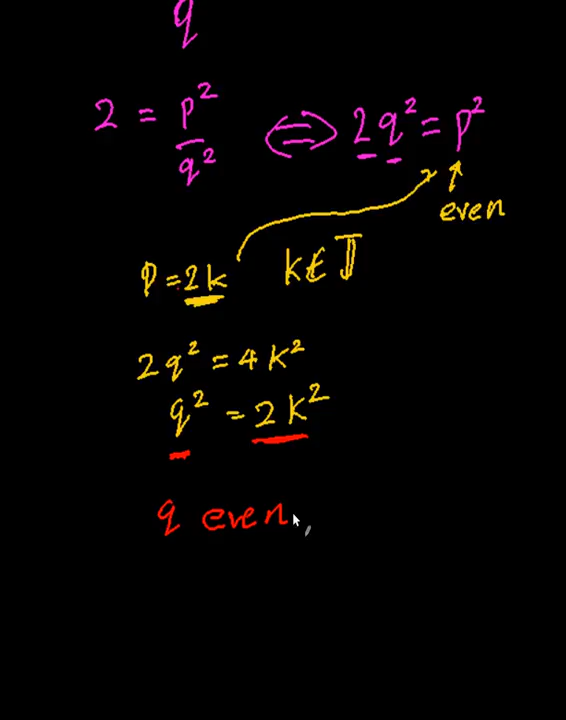 q
2 = p²/q² ⟺ 2q² = p²
even
p = 2k k ∈ J
2q² = 4k²
q² = 2k²
q even,